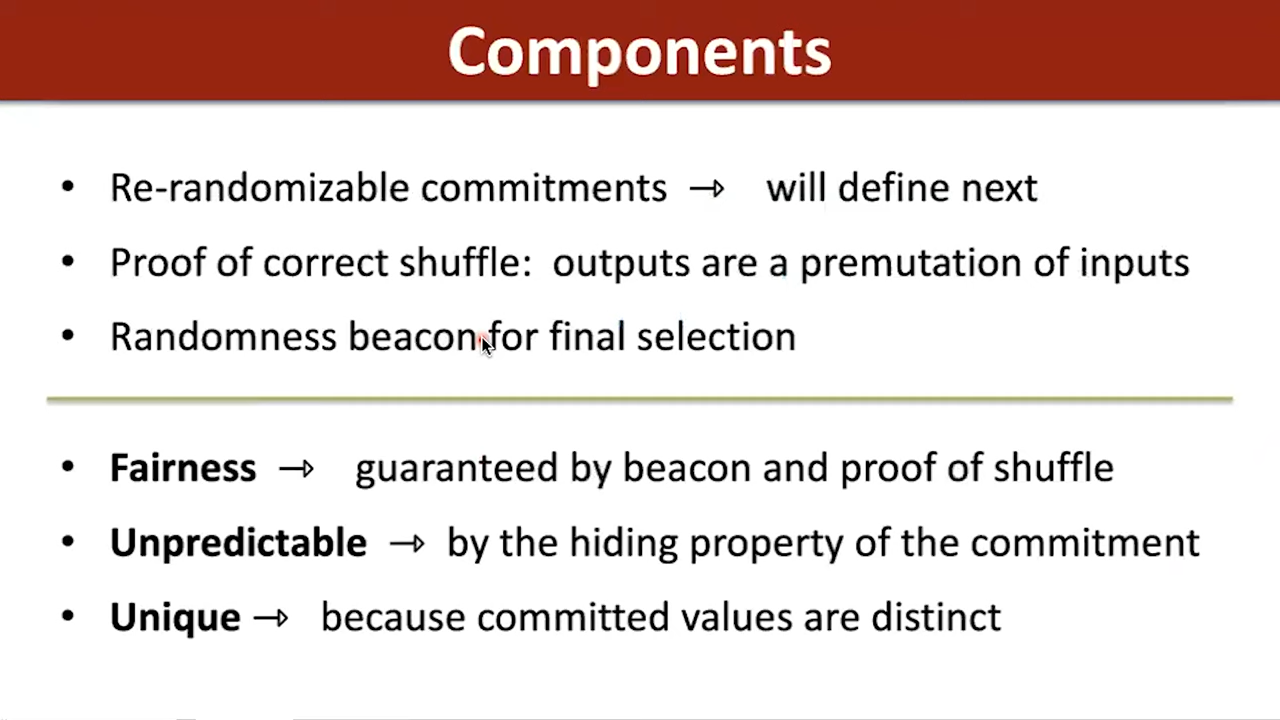 Components
• Re-randomizable commitments → will define next
• Proof of correct shuffle: outputs are a premutation of inputs
• Randomness beacon for final selection
• Fairness → guaranteed by beacon and proof of shuffle
• Unpredictable → by the hiding property of the commitment
• Unique → because committed values are distinct